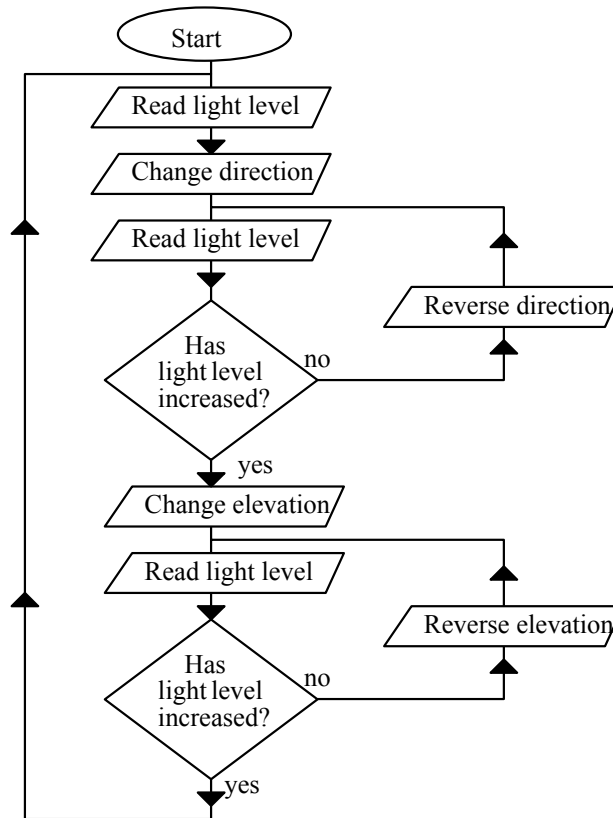 Start
Read light level
Change direction
Read light level
Reverse direction
Has
light level
increased?
no
yes
Change elevation
Read light level
Reverse elevation
Has
light level
increased?
no
yes